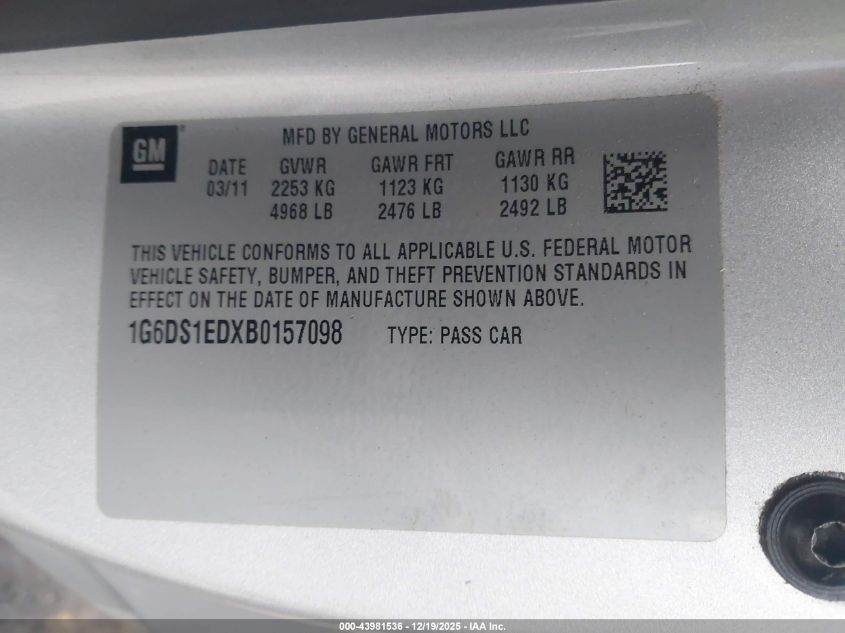 GM
MFD BY GENERAL MOTORS LLC
DATE GVWR GAWR FRT GAWR RR
03/11 2253 KG 1123 KG 1130 KG
4968 LB 2476 LB 2492 LB
THIS VEHICLE CONFORMS TO ALL APPLICABLE U.S. FEDERAL MOTOR
VEHICLE SAFETY, BUMPER, AND THEFT PREVENTION STANDARDS IN
EFFECT ON THE DATE OF MANUFACTURE SHOWN ABOVE.
1G6DS1EDXB0157098 TYPE: PASS CAR
000-43981536 - 12/19/2025 - IAA Inc.